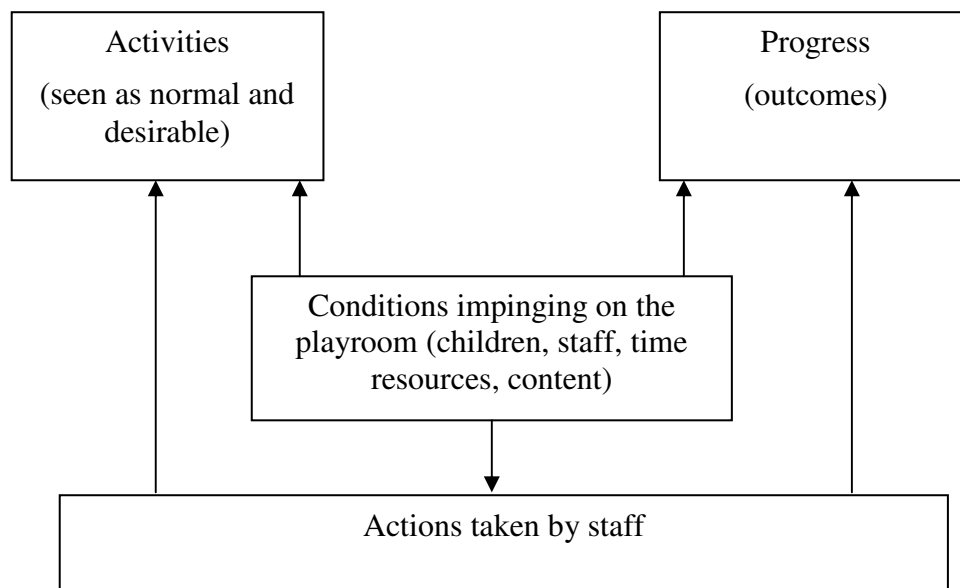 Activities
(seen as normal and
desirable)
Progress
(outcomes)
Conditions impinging on the
playroom (children, staff, time
resources, content)
Actions taken by staff